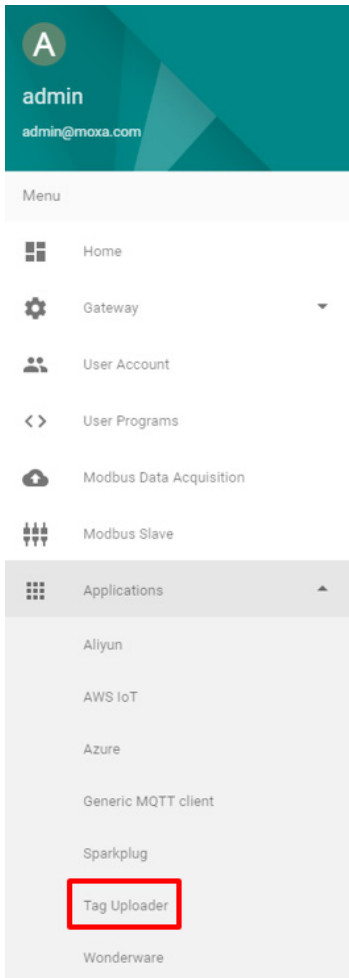 A
admin
admin@moxa.com
Menu
Home
Gateway
User Account
User Programs
Modbus Data Acquisition
Modbus Slave
Applications
Aliyun
AWS IoT
Azure
Generic MQTT client
Sparkplug
Tag Uploader
Wonderware